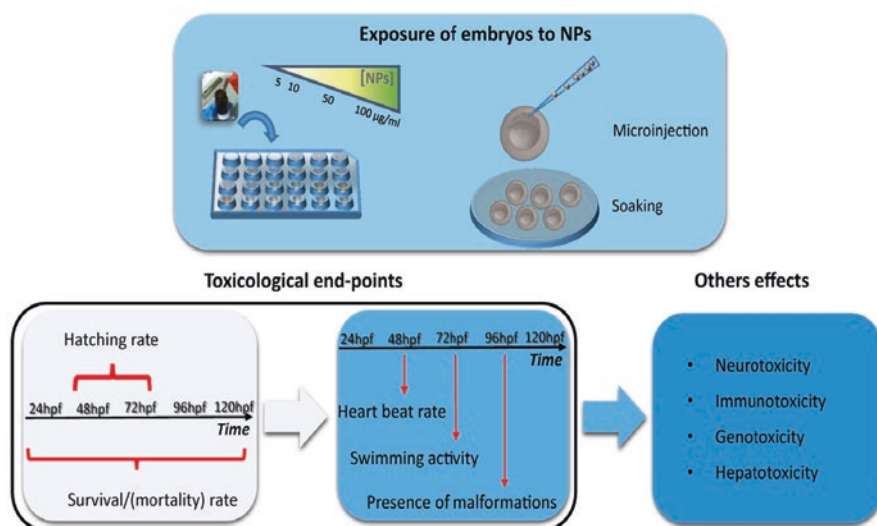 Exposure of embryos to NPs
[NPs]
5 10 50 100 µg/ml
Microinjection
Soaking
Toxicological end-points
Others effects
Hatching rate
24hpf 48hpf 72hpf 96hpf 120hpf
Time
Survival/(mortality) rate
24hpf 48hpf 72hpf 96hpf 120hpf
Time
Heart beat rate
Swimming activity
Presence of malformations
• Neurotoxicity
• Immunotoxicity
• Genotoxicity
• Hepatotoxicity